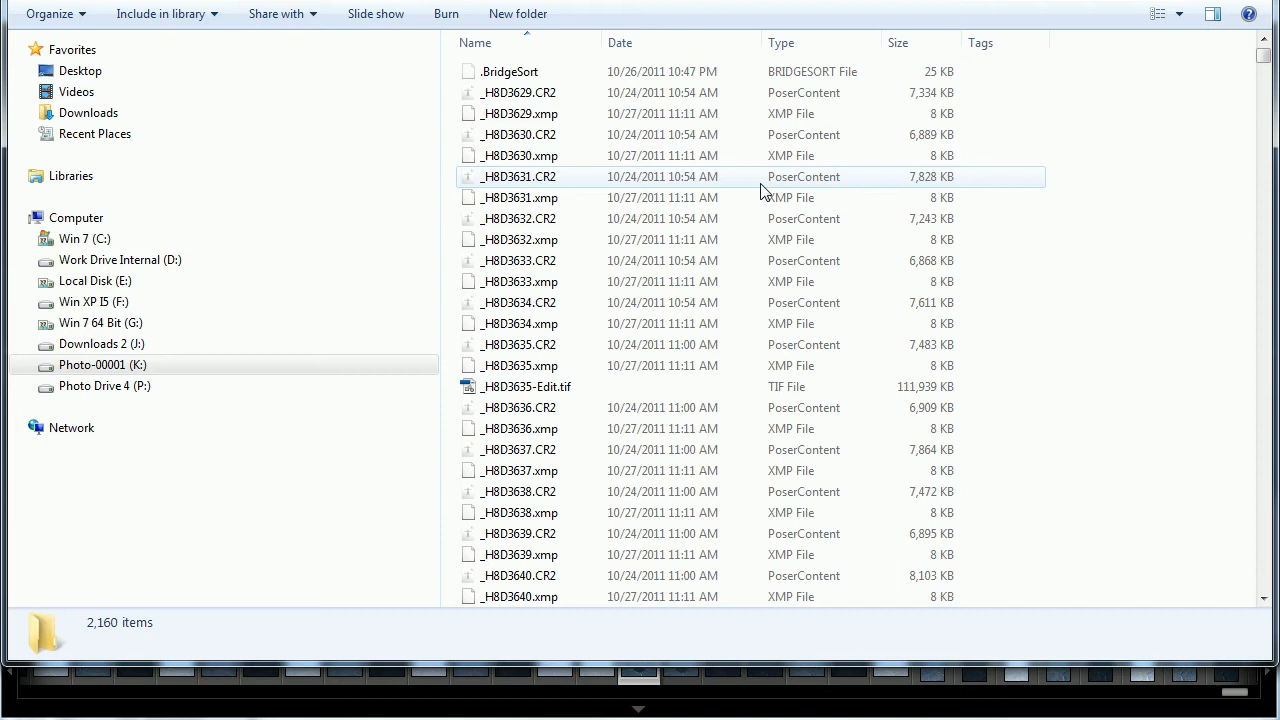 Organize Include in library Share with Slide show Burn New folder
Favorites
Desktop
Videos
Downloads
Recent Places
Libraries
Computer
Win 7 (C:)
Work Drive Internal (D:)
Local Disk (E:)
Win XP I5 (F:)
Win 7 64 Bit (G:)
Downloads 2 (J:)
Photo-00001 (K:)
Photo Drive 4 (P:)
Network
Name Date Type Size Tags
.BridgeSort 10/26/2011 10:47 PM BRIDGESORT File 25 KB
_H8D3629.CR2 10/24/2011 10:54 AM PoserContent 7,334 KB
_H8D3629.xmp 10/27/2011 11:11 AM XMP File 8 KB
_H8D3630.CR2 10/24/2011 10:54 AM PoserContent 6,889 KB
_H8D3630.xmp 10/27/2011 11:11 AM XMP File 8 KB
_H8D3631.CR2 10/24/2011 10:54 AM PoserContent 7,828 KB
_H8D3631.xmp 10/27/2011 11:11 AM XMP File 8 KB
_H8D3632.CR2 10/24/2011 10:54 AM PoserContent 7,243 KB
_H8D3632.xmp 10/27/2011 11:11 AM XMP File 8 KB
_H8D3633.CR2 10/24/2011 10:54 AM PoserContent 6,868 KB
_H8D3633.xmp 10/27/2011 11:11 AM XMP File 8 KB
_H8D3634.CR2 10/24/2011 10:54 AM PoserContent 7,611 KB
_H8D3634.xmp 10/27/2011 11:11 AM XMP File 8 KB
_H8D3635.CR2 10/24/2011 11:00 AM PoserContent 7,483 KB
_H8D3635.xmp 10/27/2011 11:11 AM XMP File 8 KB
_H8D3635-Edit.tif TIF File 111,939 KB
_H8D3636.CR2 10/24/2011 11:00 AM PoserContent 6,909 KB
_H8D3636.xmp 10/27/2011 11:11 AM XMP File 8 KB
_H8D3637.CR2 10/24/2011 11:00 AM PoserContent 7,864 KB
_H8D3637.xmp 10/27/2011 11:11 AM XMP File 8 KB
_H8D3638.CR2 10/24/2011 11:00 AM PoserContent 7,472 KB
_H8D3638.xmp 10/27/2011 11:11 AM XMP File 8 KB
_H8D3639.CR2 10/24/2011 11:00 AM PoserContent 6,895 KB
_H8D3639.xmp 10/27/2011 11:11 AM XMP File 8 KB
_H8D3640.CR2 10/24/2011 11:00 AM PoserContent 8,103 KB
_H8D3640.xmp 10/27/2011 11:11 AM XMP File 8 KB
2,160 items